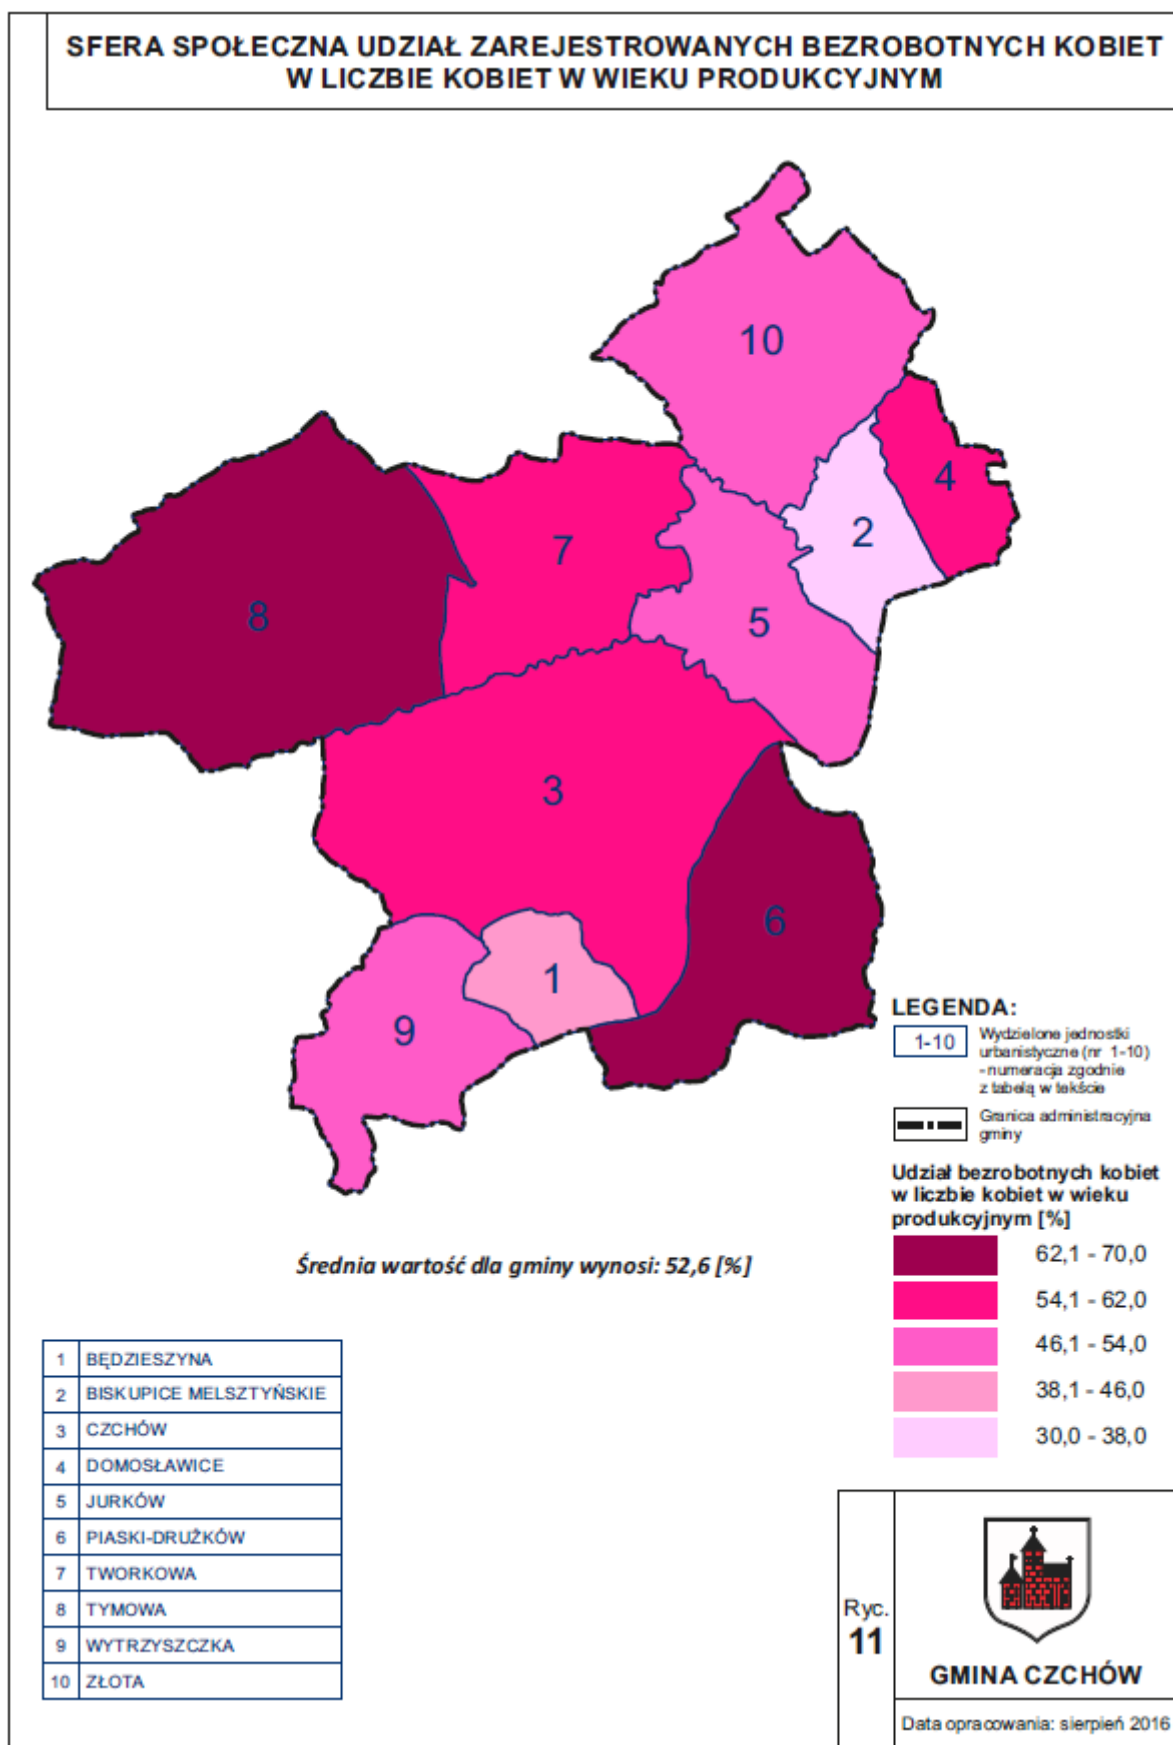 SFERA SPOŁECZNA UDZIAŁ ZAREJESTROWANYCH BEZROBOTNYCH KOBIET
W LICZBIE KOBIET W WIEKU PRODUKCYJNYM
10
4
2
7
5
8
3
6
1
9
LEGENDA:
1-10
Wydzielone jednostki
urbanistyczne (nr 1-10)
-numeracja zgodnie
z tabelą w tekście
Granica administracyjna
gminy
Udział bezrobotnych kobiet
w liczbie kobiet w wieku
produkcyjnym [%]
62,1 - 70,0
54,1 - 62,0
46,1 - 54,0
38,1 - 46,0
30,0 - 38,0
Średnia wartość dla gminy wynosi: 52,6 [%]
1 BĘDZIESZYNA
2 BISKUPICE MELSZTYŃSKIE
3 CZCHÓW
4 DOMOSŁAWICE
5 JURKÓW
6 PIASKI-DRUŻKÓW
7 TWORKOWA
8 TYMOWA
9 WYTRZYSZCZKA
10 ZŁOTA
Ryc.
11
GMINA CZCHÓW
Data opracowania: sierpień 2016